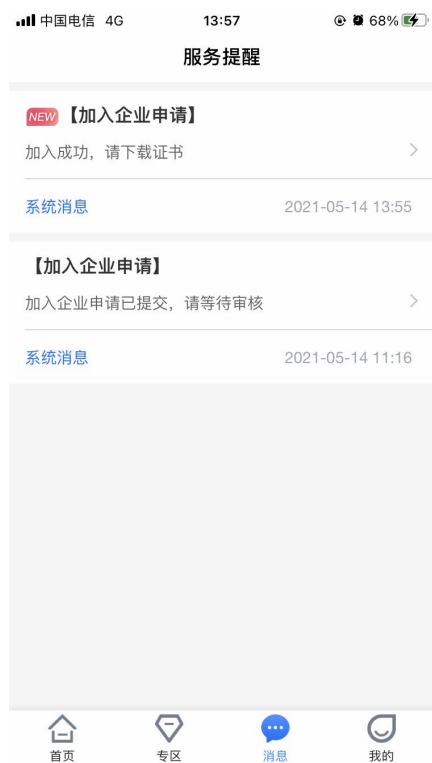 中国电信 4G 13:57 68%
服务提醒
NEW 【加入企业申请】
加入成功，请下载证书
系统消息 2021-05-14 13:55
【加入企业申请】
加入企业申请已提交，请等待审核
系统消息 2021-05-14 11:16
首页 专区 消息 我的